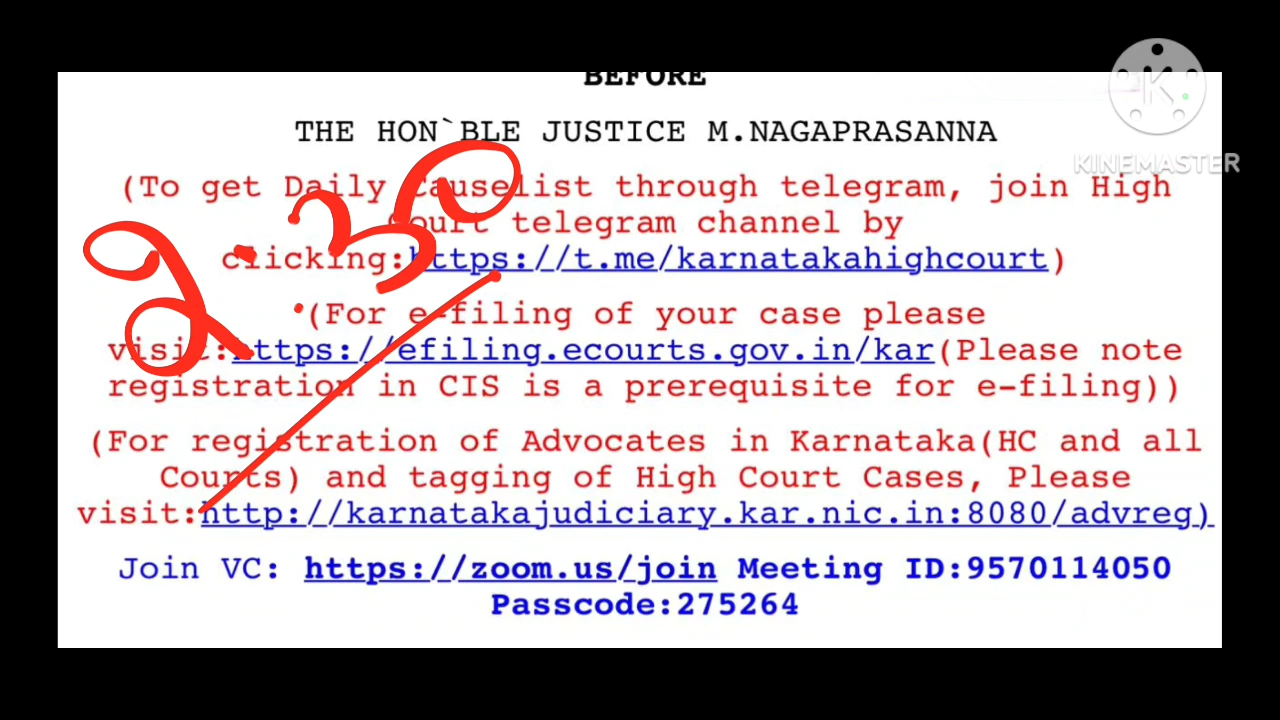 BEFORE
THE HON`BLE JUSTICE M.NAGAPRASANNA
(To get Daily Causelist through telegram, join High
Court telegram channel by
clicking:https://t.me/karnatakahighcourt)
(For e-filing of your case please
visit:https://efiling.ecourts.gov.in/kar(Please note
registration in CIS is a prerequisite for e-filing))
(For registration of Advocates in Karnataka(HC and all
Courts) and tagging of High Court Cases, Please
visit:http://karnatakajudiciary.kar.nic.in:8080/advreg)
Join VC: https://zoom.us/join Meeting ID:9570114050
Passcode:275264
2.30
KINEMASTER